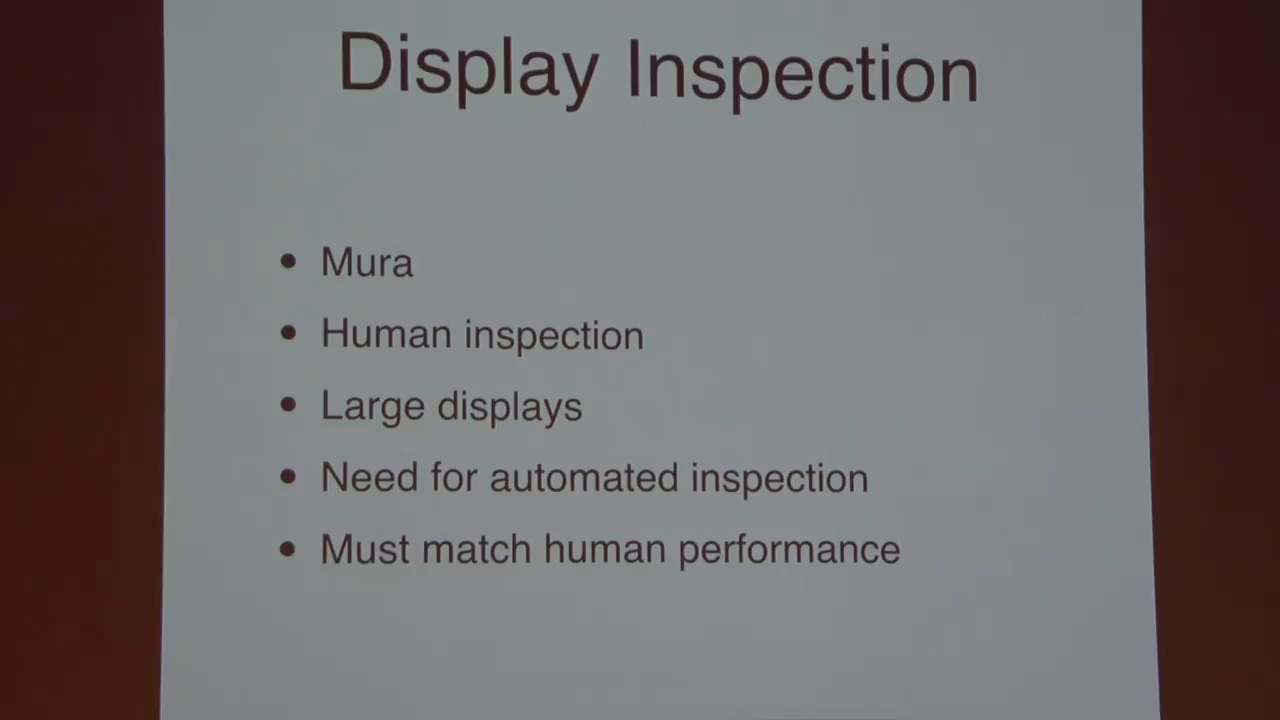 Display Inspection
• Mura
• Human inspection
• Large displays
• Need for automated inspection
• Must match human performance